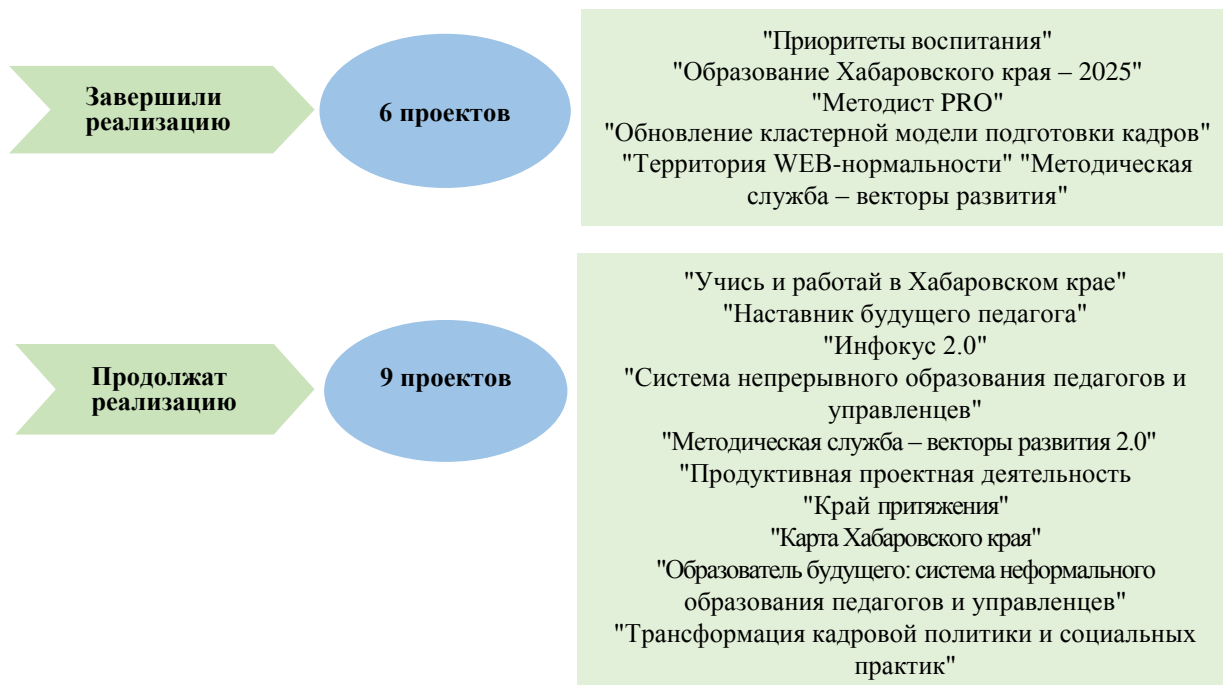 Завершили
реализацию
6 проектов
"Приоритеты воспитания"
"Образование Хабаровского края – 2025"
"Методист PRO"
"Обновление кластерной модели подготовки кадров"
"Территория WEB-нормальности" "Методическая
служба – векторы развития"
Продолжат
реализацию
9 проектов
"Учись и работай в Хабаровском крае"
"Наставник будущего педагога"
"Инфокус 2.0"
"Система непрерывного образования педагогов и
управленцев"
"Методическая служба – векторы развития 2.0"
"Продуктивная проектная деятельность
"Край притяжения"
"Карта Хабаровского края"
"Образователь будущего: система неформального
образования педагогов и управленцев"
"Трансформация кадровой политики и социальных
практик"